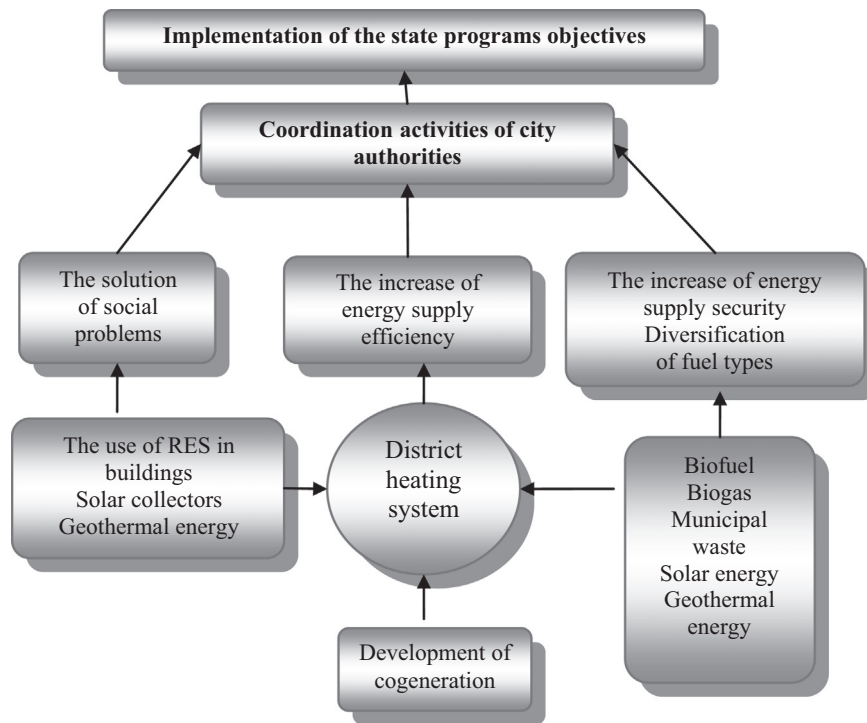 Implementation of the state programs objectives
Coordination activities of city
authorities
The solution
of social
problems
The increase of
energy supply
efficiency
The increase of energy
supply security
Diversification
of fuel types
The use of RES in
buildings
Solar collectors
Geothermal energy
District
heating
system
Biofuel
Biogas
Municipal
waste
Solar energy
Geothermal
energy
Development of
cogeneration